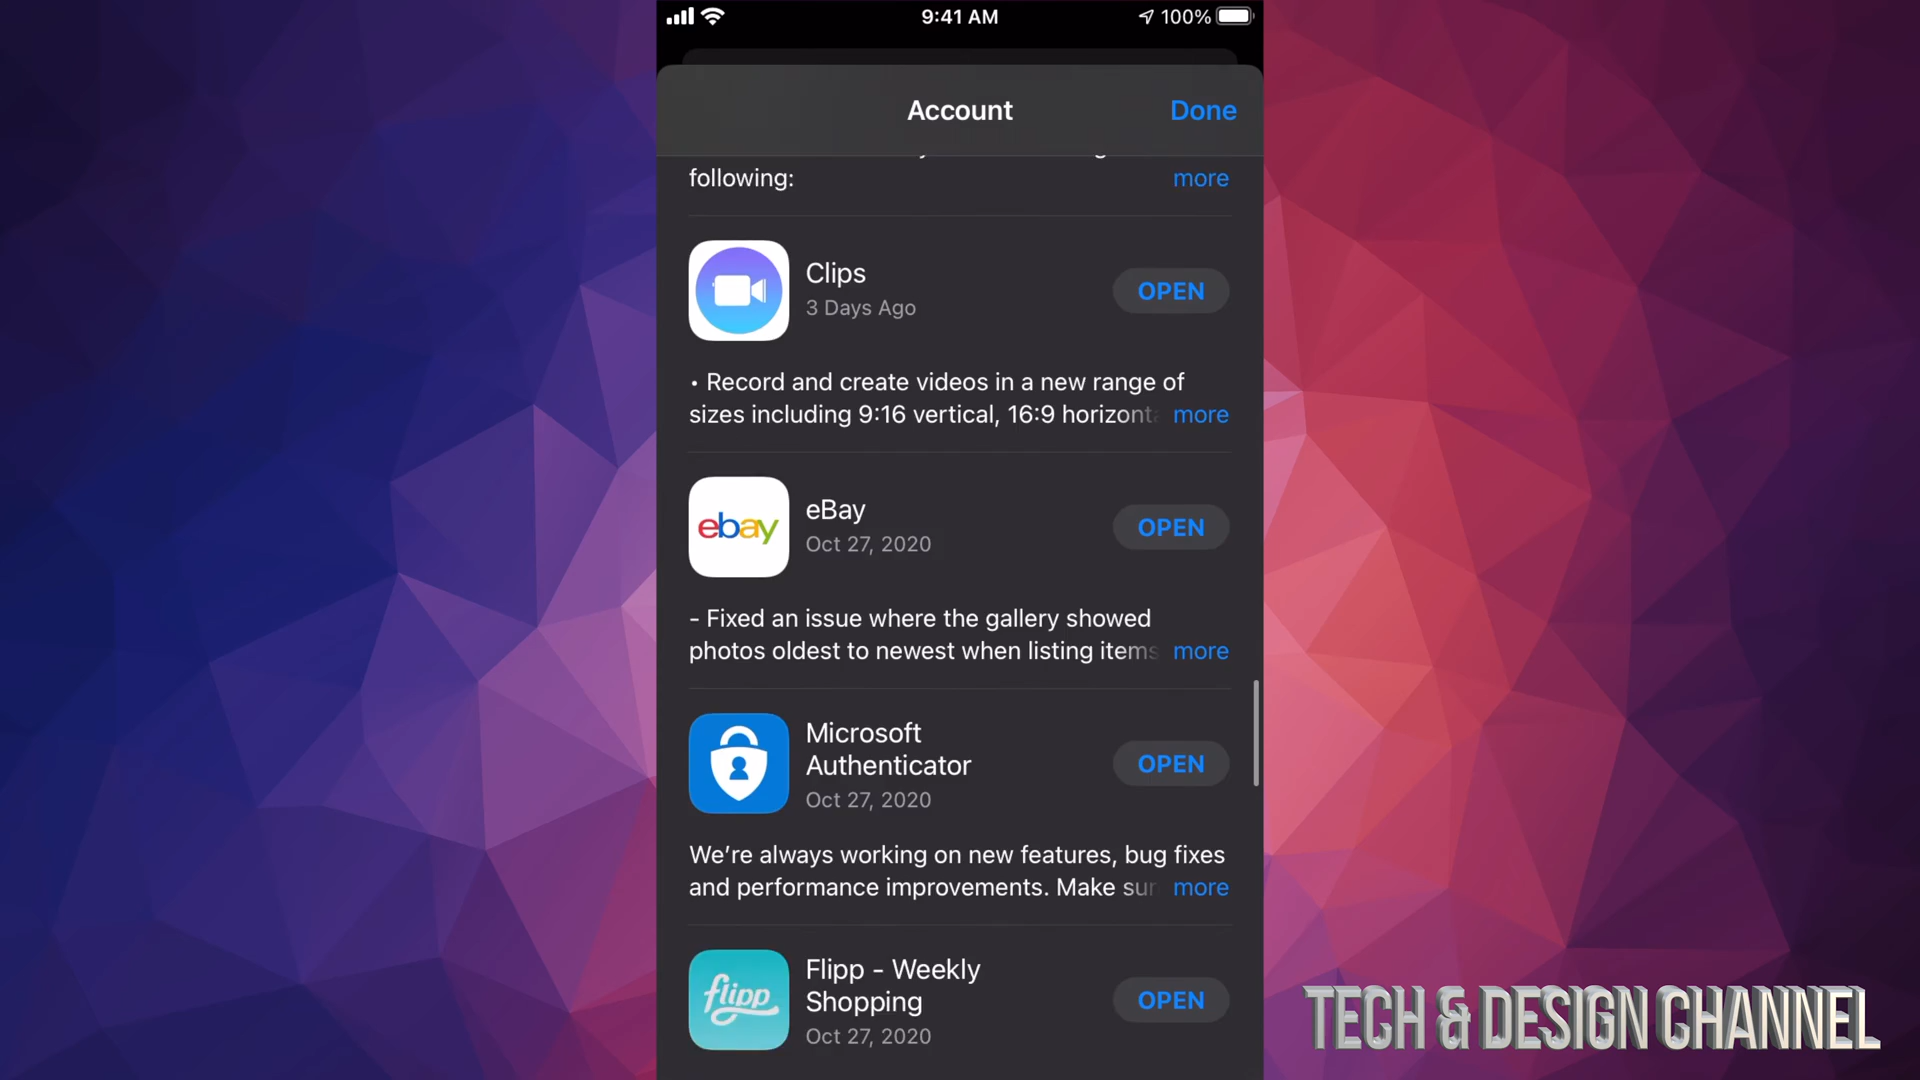 9:41 AM
100%
Account
Done
following:
more
Clips
3 Days Ago
OPEN
• Record and create videos in a new range of
sizes including 9:16 vertical, 16:9 horizonta
more
ebay
eBay
Oct 27, 2020
OPEN
- Fixed an issue where the gallery showed
photos oldest to newest when listing items
more
Microsoft
Authenticator
Oct 27, 2020
OPEN
We’re always working on new features, bug fixes
and performance improvements. Make sur
more
flipp
Flipp - Weekly
Shopping
Oct 27, 2020
OPEN
TECH & DESIGN CHANNEL